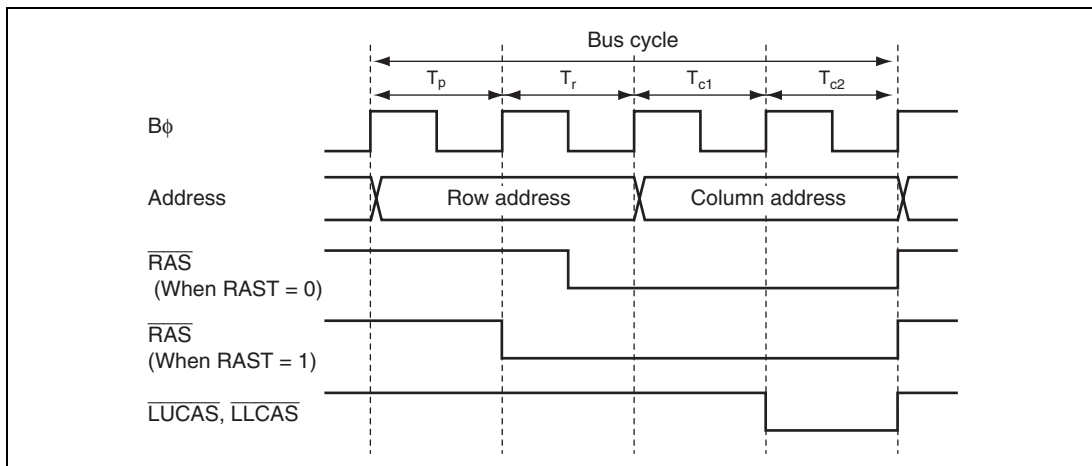 Bus cycle
Tp Tr Tc1 Tc2
Bϕ
Address Row address Column address
RAS
(When RAST = 0)
RAS
(When RAST = 1)
LUCAS, LLCAS